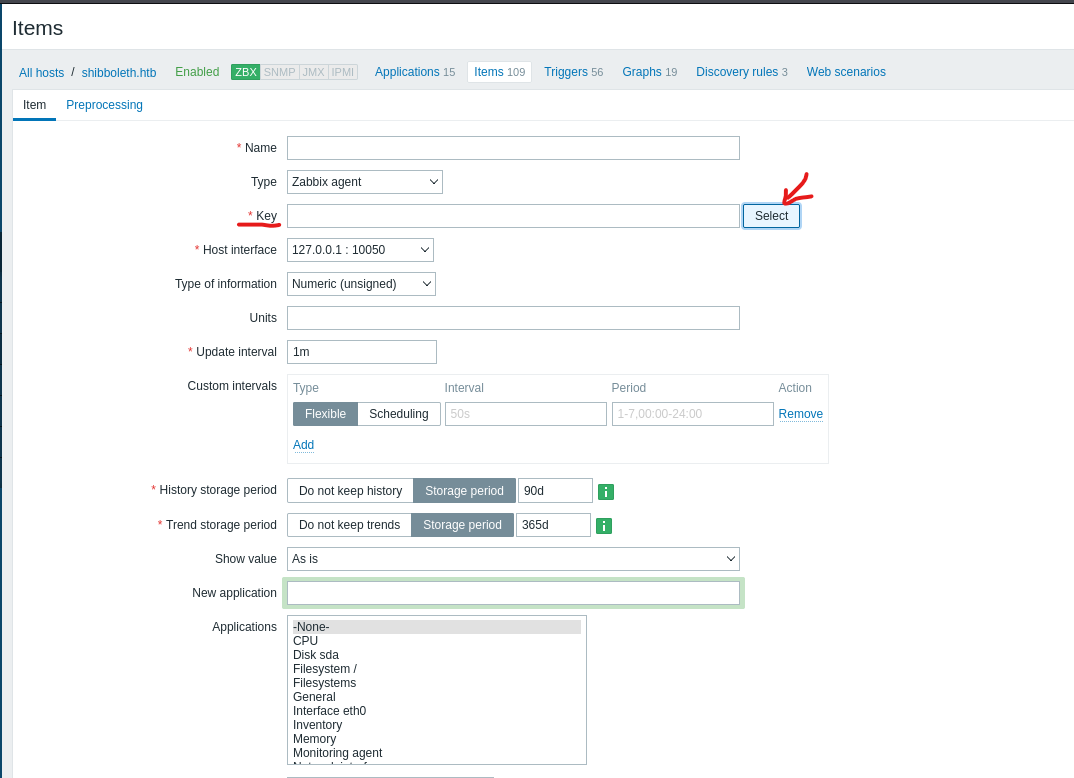 Items
All hosts / shibboleth.htb Enabled ZBX SNMP JMX IPMI Applications 15 Items 109 Triggers 56 Graphs 19 Discovery rules 3 Web scenarios
Item Preprocessing
* Name
Type Zabbix agent
* Key Select
* Host interface 127.0.0.1 : 10050
Type of information Numeric (unsigned)
Units
* Update interval 1m
Custom intervals Type Interval Period Action
Flexible Scheduling 50s 1-7,00:00-24:00 Remove
Add
* History storage period Do not keep history Storage period 90d
* Trend storage period Do not keep trends Storage period 365d
Show value As is
New application
Applications -None-
CPU
Disk sda
Filesystem /
Filesystems
General
Interface eth0
Inventory
Memory
Monitoring agent